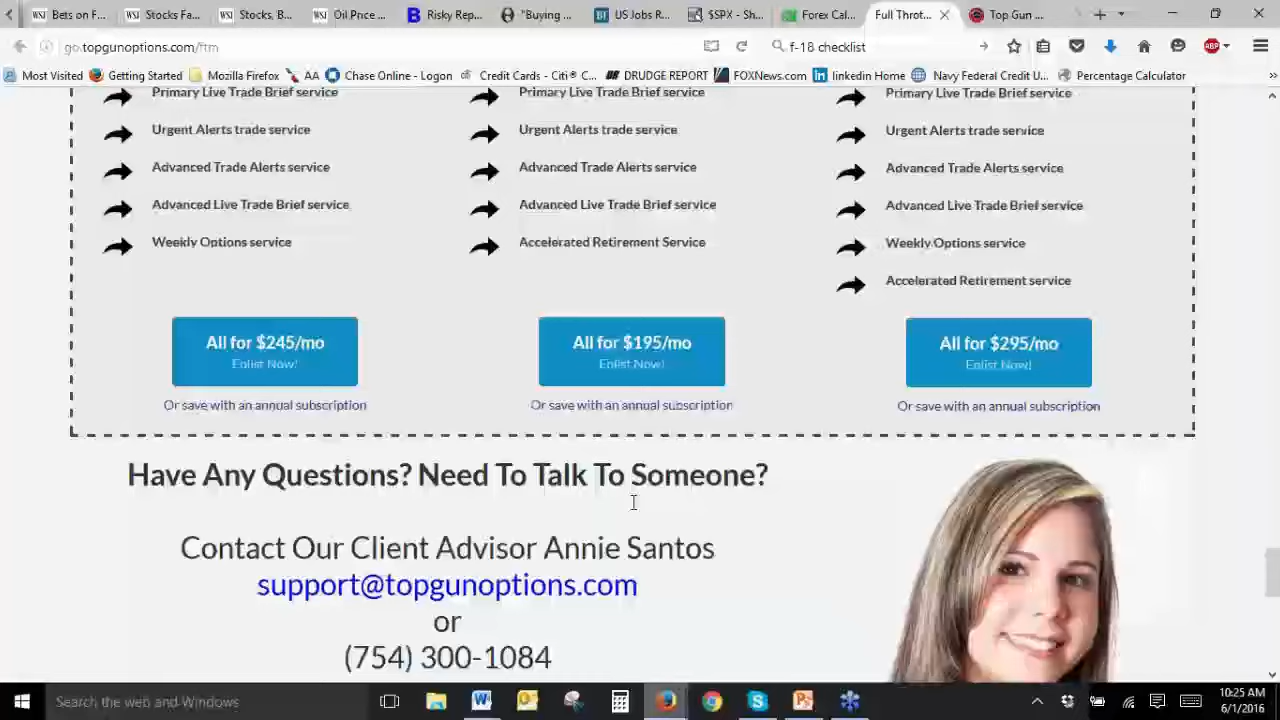 Bets on F...
Stocks Fa...
Stocks, B...
Oil Price ...
Risky Rep...
"Buying ...
US Jobs R...
$SPX - Sh...
Forex Cal...
Full Throt...
Top Gun ...
go.topgunoptions.com/ftm
f-18 checklist
Most Visited
Getting Started
Mozilla Firefox
AA
Chase Online - Logon
Credit Cards - Citi® C...
DRUDGE REPORT
FOXNews.com
linkedin Home
Navy Federal Credit U...
Percentage Calculator
Primary Live Trade Brief service
Urgent Alerts trade service
Advanced Trade Alerts service
Advanced Live Trade Brief service
Weekly Options service
All for $245/mo
Enlist Now!
Or save with an annual subscription
Primary Live Trade Brief service
Urgent Alerts trade service
Advanced Trade Alerts service
Advanced Live Trade Brief service
Accelerated Retirement Service
All for $195/mo
Enlist Now!
Or save with an annual subscription
Primary Live Trade Brief service
Urgent Alerts trade service
Advanced Trade Alerts service
Advanced Live Trade Brief service
Weekly Options service
Accelerated Retirement service
All for $295/mo
Enlist Now!
Or save with an annual subscription
Have Any Questions? Need To Talk To Someone?
Contact Our Client Advisor Annie Santos
support@topgunoptions.com
or
(754) 300-1084
Search the web and Windows
10:25 AM
6/1/2016